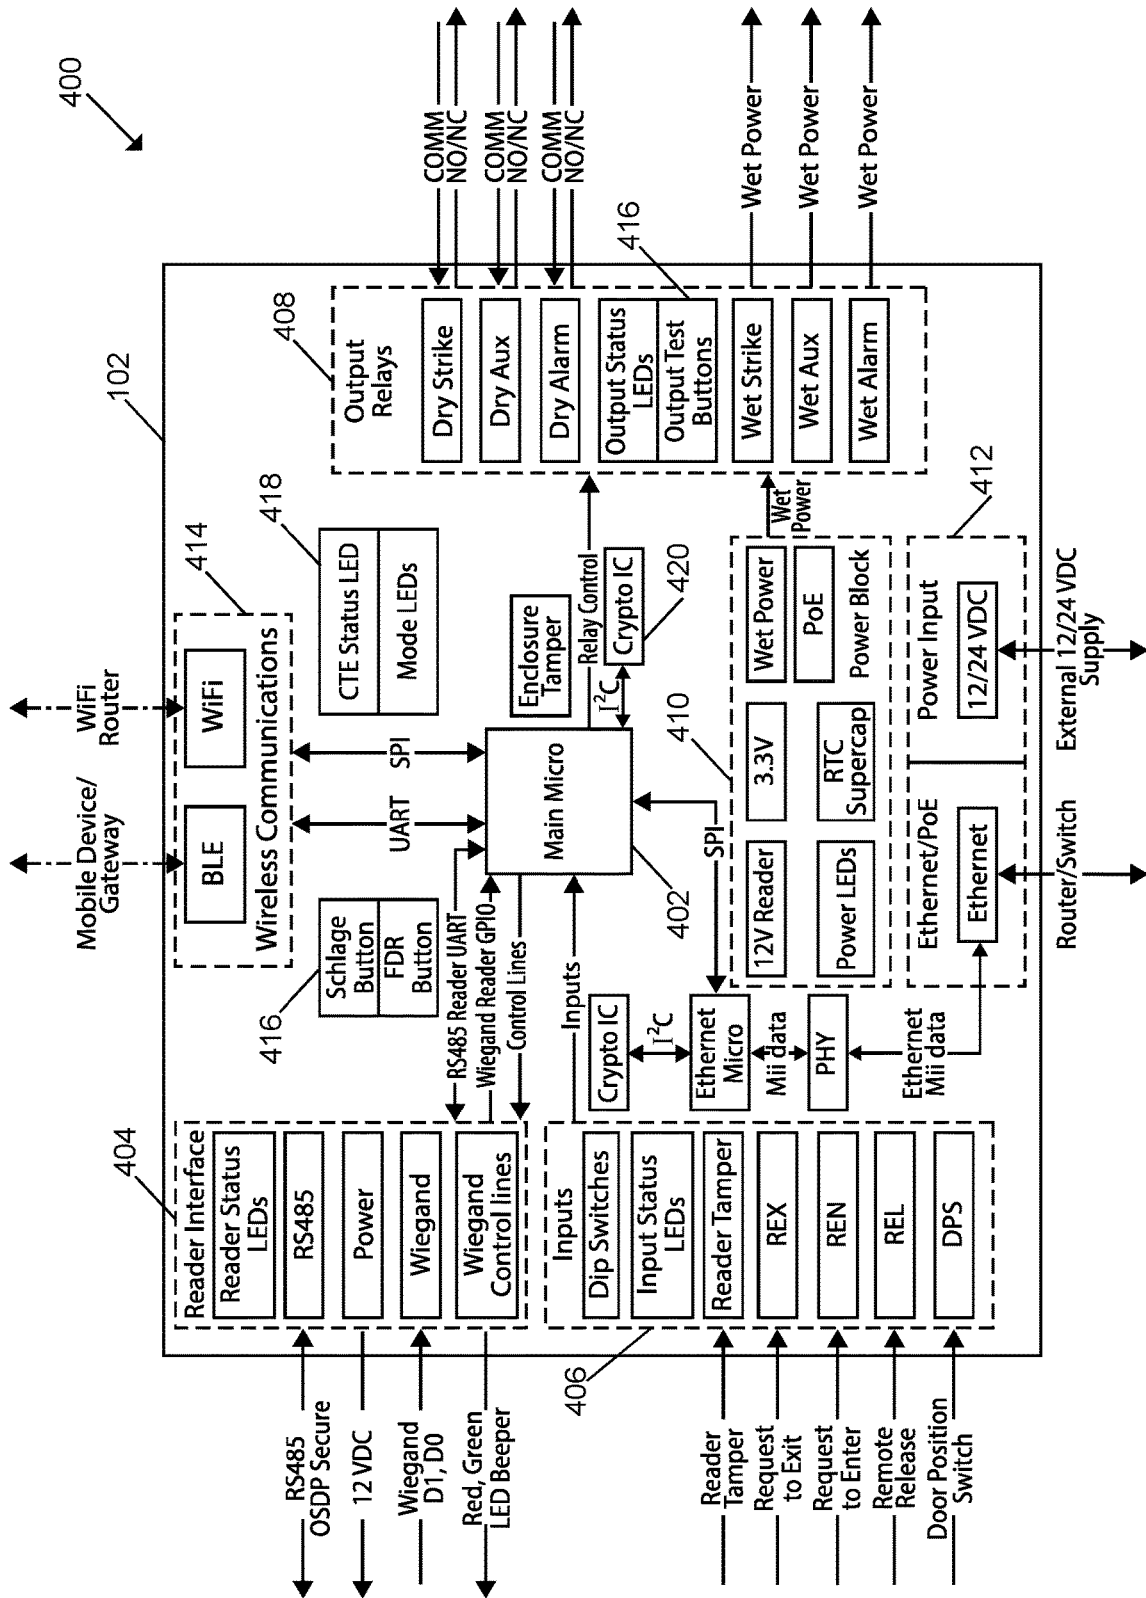 400
102
Mobile Device/
Gateway
WiFi
Router
414
BLE
WiFi
Wireless Communications
418
CTE Status LED
Mode LEDs
416
Schlage
Button
FDR
Button
404
Reader Interface
Reader Status
LEDs
RS485
Power
Wiegand
Wiegand
Control lines
RS485
OSDP Secure
12 VDC
Wiegand
D1, D0
Red, Green
LED Beeper
RS485 Reader UART
Wiegand Reader GPIO
Control Lines
UART
SPI
Main Micro
402
Enclosure
Tamper
Relay Control
I²C
Crypto IC
420
408
Output
Relays
Dry Strike
Dry Aux
Dry Alarm
Output Status
LEDs
Output Test
Buttons
416
Wet Strike
Wet Aux
Wet Alarm
COMM
NO/NC
COMM
NO/NC
COMM
NO/NC
Wet Power
Wet Power
Wet Power
406
Inputs
Dip Switches
Input Status
LEDs
Reader Tamper
REX
REN
REL
DPS
Reader
Tamper
Request
to Exit
Request
to Enter
Remote
Release
Door Position
Switch
Inputs
Crypto IC
I²C
Ethernet
Micro
SPI
Mii data
PHY
Ethernet
Mii data
410
12V Reader
3.3V
Wet Power
PoE
Power LEDs
RTC
Supercap
Power Block
Wet
Power
412
Ethernet/PoE
Ethernet
Power Input
12/24 VDC
Router/Switch
External 12/24 VDC
Supply